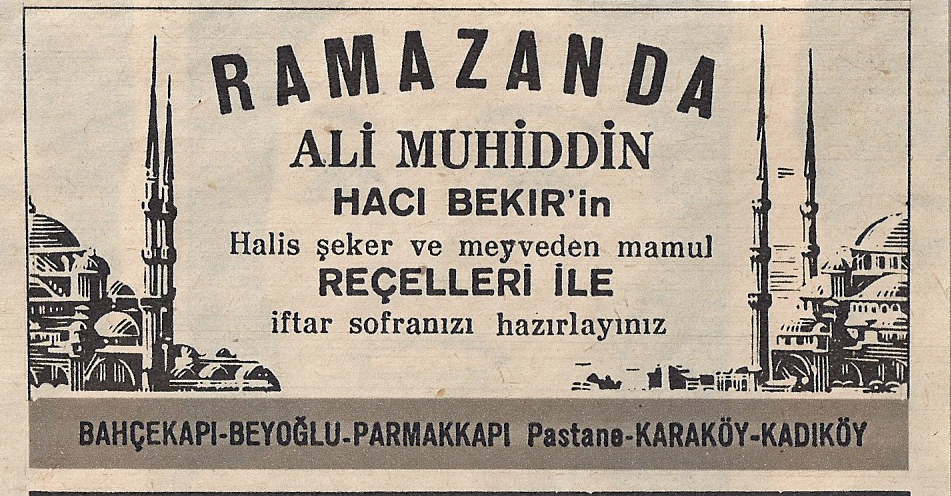 RAMAZANDA
ALİ MUHİDDİN
HACI BEKIR'in
Halis şeker ve meyveden mamul
REÇELLERİ İLE
iftar sofranızı hazırlayınız
BAHÇEKAPI-BEYOĞLU-PARMAKKAPI Pastane-KARAKÖY-KADIKÖY